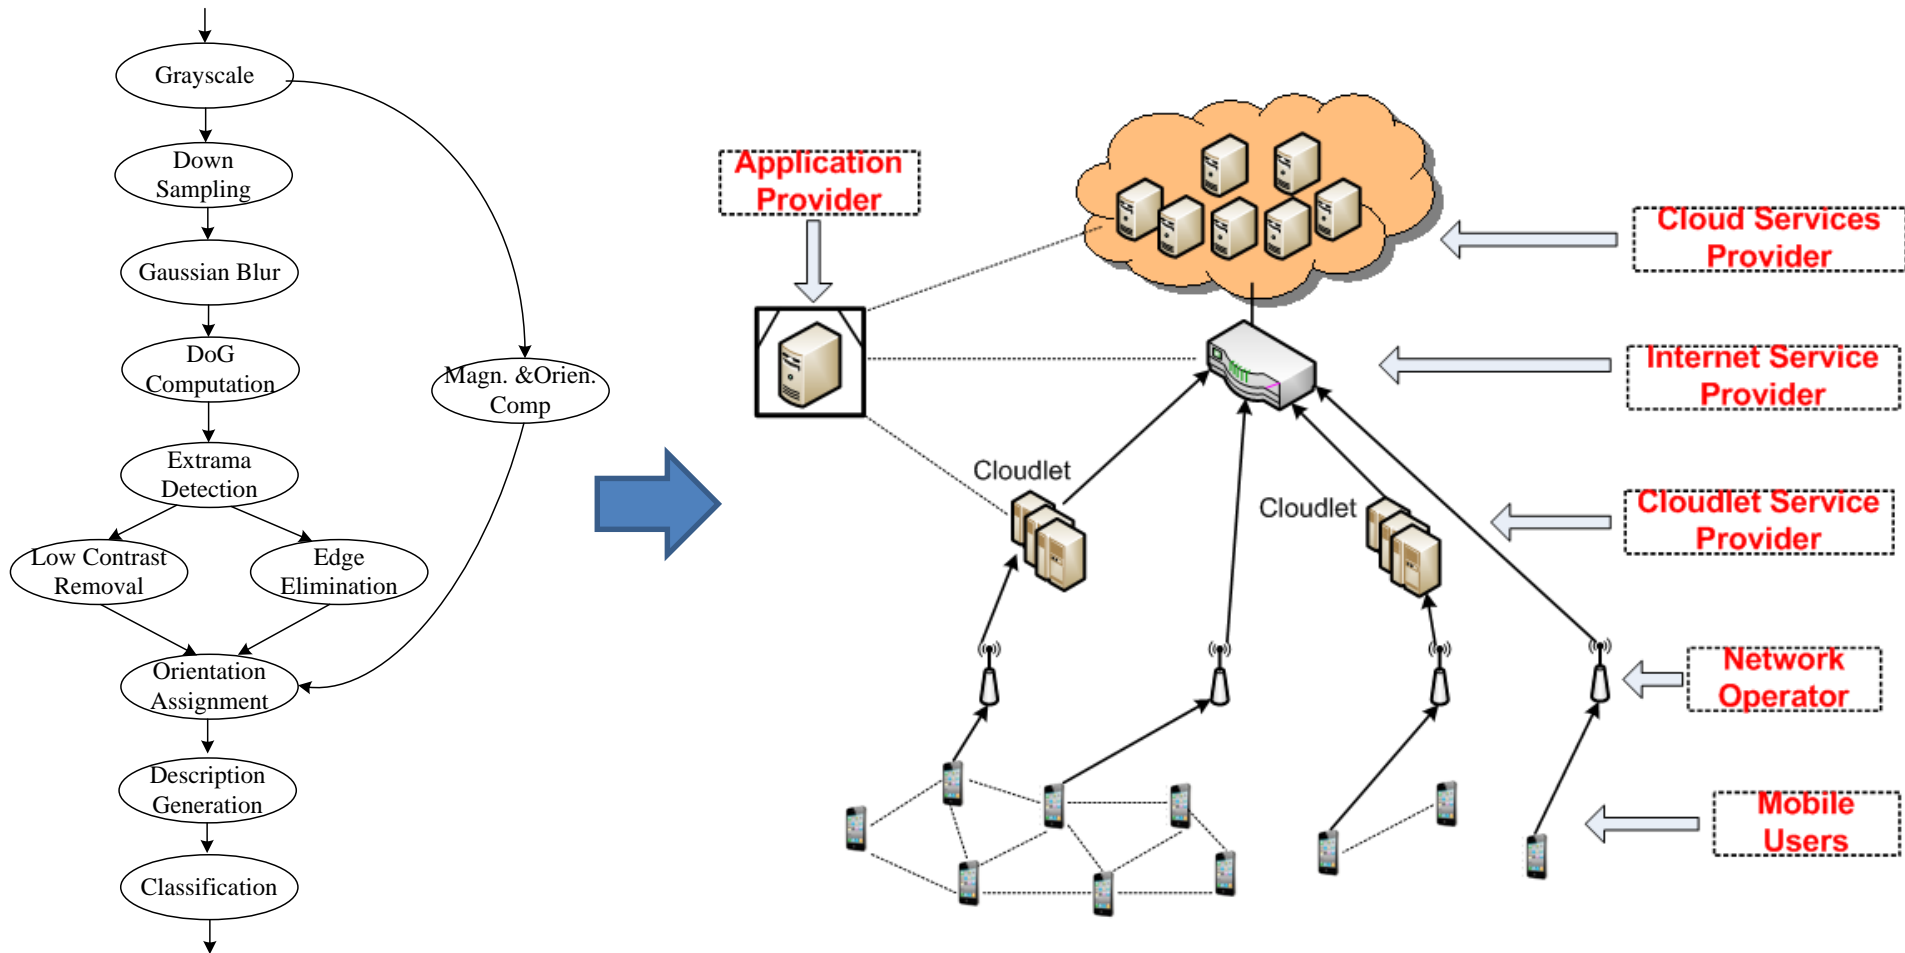 Grayscale
Down
Sampling
Gaussian Blur
DoG
Computation
Magn. &Orien.
Comp
Extrama
Detection
Low Contrast
Removal
Edge
Elimination
Orientation
Assignment
Description
Generation
Classification
Application
Provider
Cloud Services
Provider
Internet Service
Provider
Cloudlet
Cloudlet
Cloudlet Service
Provider
Network
Operator
Mobile
Users